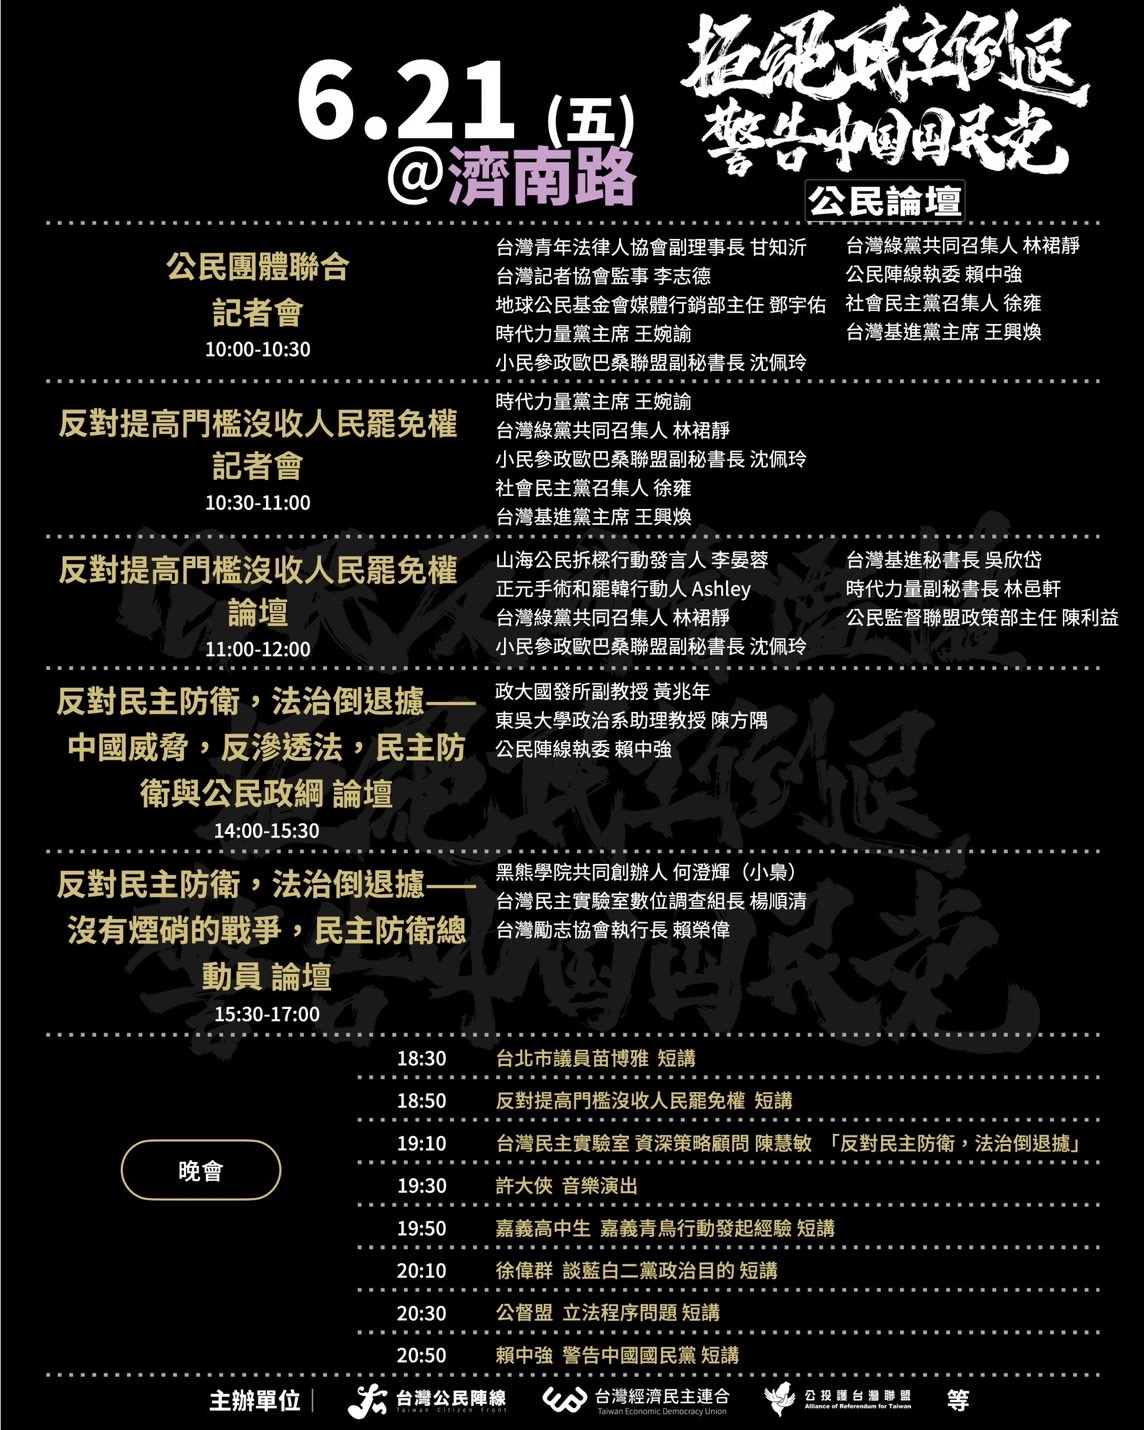 6.21 (五)
@濟南路
拒絕民主倒退
警告中国国民党
公民論壇
公民團體聯合
記者會
10:00-10:30
台灣青年法律人協會副理事長 甘知沂
台灣記者協會監事 李志德
地球公民基金會媒體行銷部主任 鄧宇佑
時代力量黨主席 王婉諭
小民參政歐巴桑聯盟副秘書長 沈佩玲
台灣綠黨共同召集人 林裙靜
公民陣線執委 賴中強
社會民主黨召集人 徐雍
台灣基進黨主席 王興煥
反對提高門檻沒收人民罷免權
記者會
10:30-11:00
時代力量黨主席 王婉諭
台灣綠黨共同召集人 林裙靜
小民參政歐巴桑聯盟副秘書長 沈佩玲
社會民主黨召集人 徐雍
台灣基進黨主席 王興煥
反對提高門檻沒收人民罷免權
論壇
11:00-12:00
山海公民拆樑行動發言人 李晏蓉
正元手術和罷韓行動人 Ashley
台灣綠黨共同召集人 林裙靜
小民參政歐巴桑聯盟副秘書長 沈佩玲
台灣基進秘書長 吳欣岱
時代力量副秘書長 林邑軒
公民監督聯盟政策部主任 陳利益
反對民主防衛，法治倒退據——
中國威脅，反滲透法，民主防
衛與公民政綱 論壇
14:00-15:30
政大國發所副教授 黃兆年
東吳大學政治系助理教授 陳方隅
公民陣線執委 賴中強
反對民主防衛，法治倒退據——
沒有煙硝的戰爭，民主防衛總
動員 論壇
15:30-17:00
黑熊學院共同創辦人 何澄輝（小梟）
台灣民主實驗室數位調查組長 楊順清
台灣勵志協會執行長 賴榮偉
晚會
18:30 台北市議員苗博雅 短講
18:50 反對提高門檻沒收人民罷免權 短講
19:10 台灣民主實驗室 資深策略顧問 陳慧敏 「反對民主防衛，法治倒退據」
19:30 許大俠 音樂演出
19:50 嘉義高中生 嘉義青鳥行動發起經驗 短講
20:10 徐偉群 談藍白二黨政治目的 短講
20:30 公督盟 立法程序問題 短講
20:50 賴中強 警告中國國民黨 短講
主辦單位｜
台灣公民陣線
Taiwan Citizen Front
台灣經濟民主連合
Taiwan Economic Democracy Union
公投護台灣聯盟
Alliance of Referendum for Taiwan
等